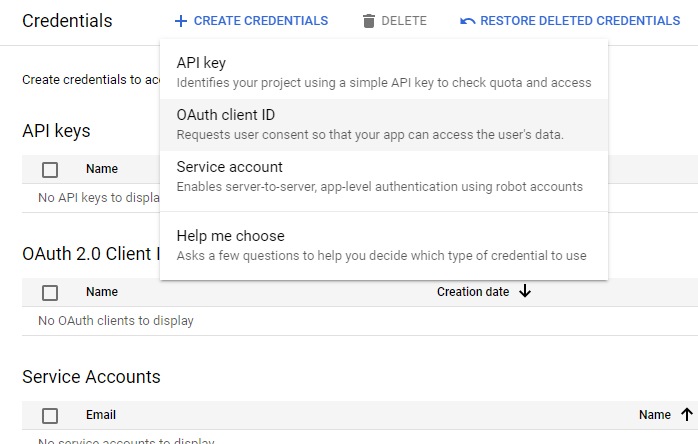 Credentials
CREATE CREDENTIALS
DELETE
RESTORE DELETED CREDENTIALS
Create credentials to
API key
Identifies your project using a simple API key to check quota and access
OAuth client ID
Requests user consent so that your app can access the user's data.
Service account
Enables server-to-server, app-level authentication using robot accounts
Help me choose
Asks a few questions to help you decide which type of credential to use
API keys
Name
No API keys to displa
OAuth 2.0 Client I
Name Creation date
No OAuth clients to display
Service Accounts
Email Name
No service accounts to display